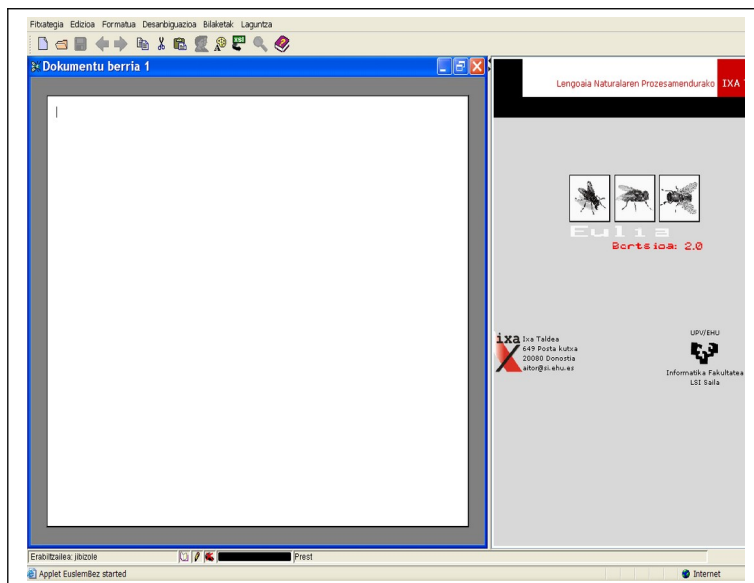 Fitxategia Edizioa Formatua Desanbiguazioa Bilaketak Laguntza
Dokumentu berria 1
Lengoaia Naturalaren Prozesamendurako IXA T
Eulia
Bertsioa: 2.0
ixa
Ixa Taldea
649 Posta kutxa
20080 Donostia
aitor@si.ehu.es
UPV/EHU
Informatika Fakultatea
LSI Saila
Erabiltzailea: jibizole
Prest
Applet Euslem8ez started
Internet